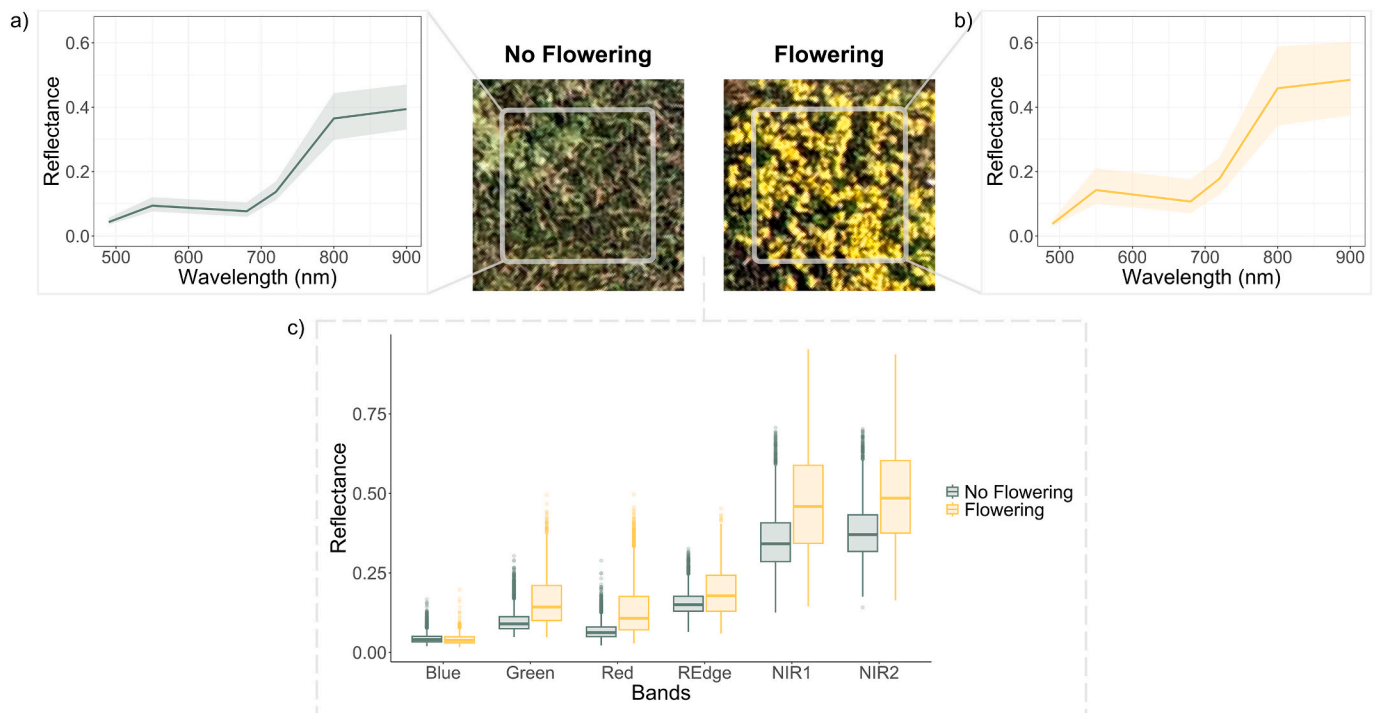 a)
0.6
0.4
0.2
0.0
Reflectance
500 600 700 800 900
Wavelength (nm)
No Flowering
Flowering
b)
0.6
0.4
0.2
0.0
Reflectance
500 600 700 800 900
Wavelength (nm)
c)
0.75
0.50
0.25
0.00
Reflectance
Blue Green Red REdge NIR1 NIR2
Bands
No Flowering
Flowering